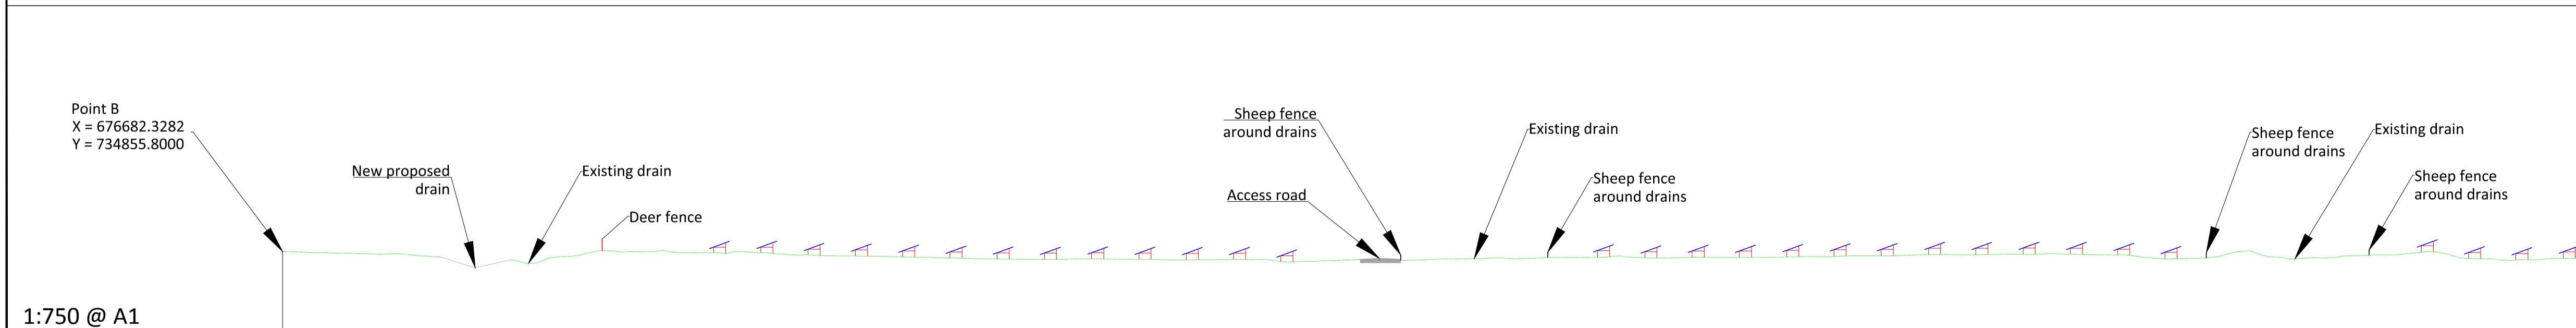 Point B
X = 676682.3282
Y = 734855.8000
New proposed
drain
Existing drain
Deer fence
Sheep fence
around drains
Access road
Existing drain
Sheep fence
around drains
Sheep fence
around drains
Existing drain
Sheep fence
around drains
1:750 @ A1